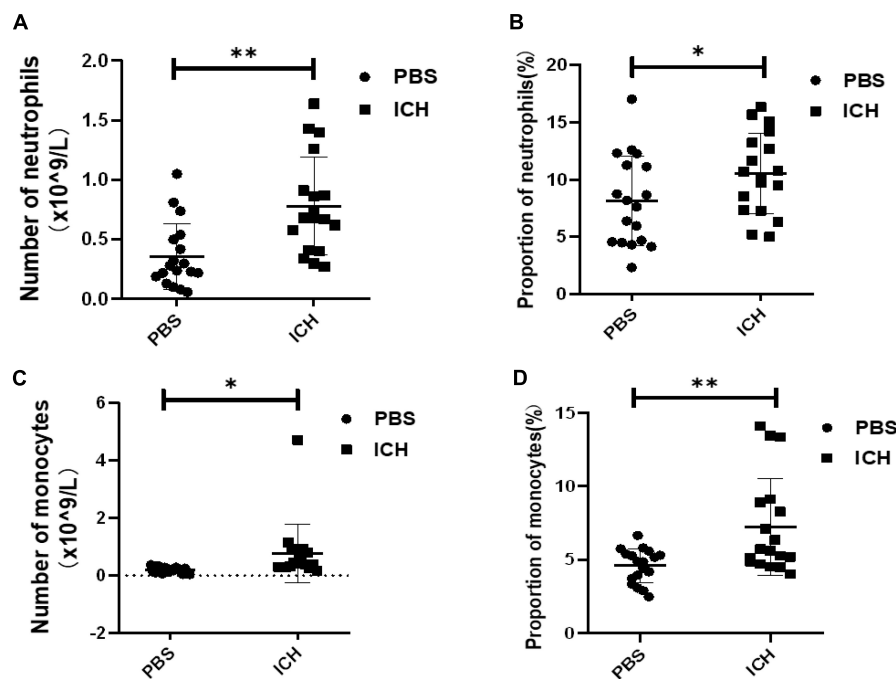 A
**
Number of neutrophils
(x10^9/L)
2.0
1.5
1.0
0.5
0.0
PBS
ICH
PBS
ICH
B
*
Proportion of neutrophils(%)
20
15
10
5
0
PBS
ICH
PBS
ICH
C
*
Number of monocytes
(x10^9/L)
6
4
2
0
-2
PBS
ICH
PBS
ICH
D
**
Proportion of monocytes(%)
15
10
5
0
PBS
ICH
PBS
ICH